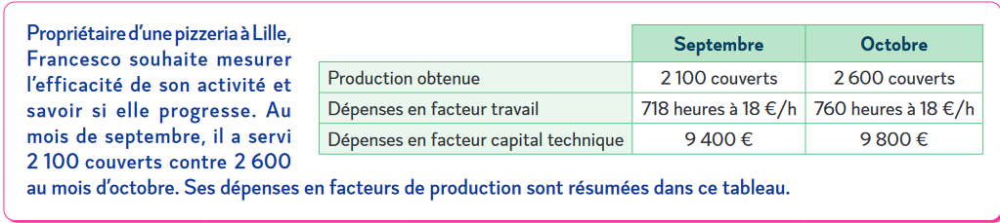 Propriétaire d'une pizzeria à Lille,
Francesco souhaite mesurer
l'efficacité de son activité et
savoir si elle progresse. Au
mois de septembre, il a servi
2 100 couverts contre 2 600
au mois d'octobre. Ses dépenses en facteurs de production sont résumées dans ce tableau.
Septembre Octobre
Production obtenue 2 100 couverts 2 600 couverts
Dépenses en facteur travail 718 heures à 18 €/h 760 heures à 18 €/h
Dépenses en facteur capital technique 9 400 € 9 800 €